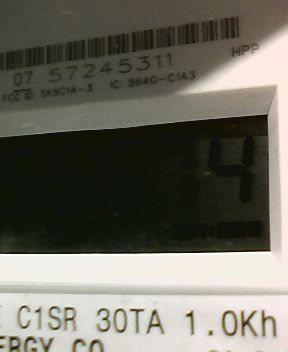 07 57245311
HPP
FCC ID: SK9C1A-3 IC: 864G-C1A3
14
C1SR 30TA 1.0Kh
ERGY CO